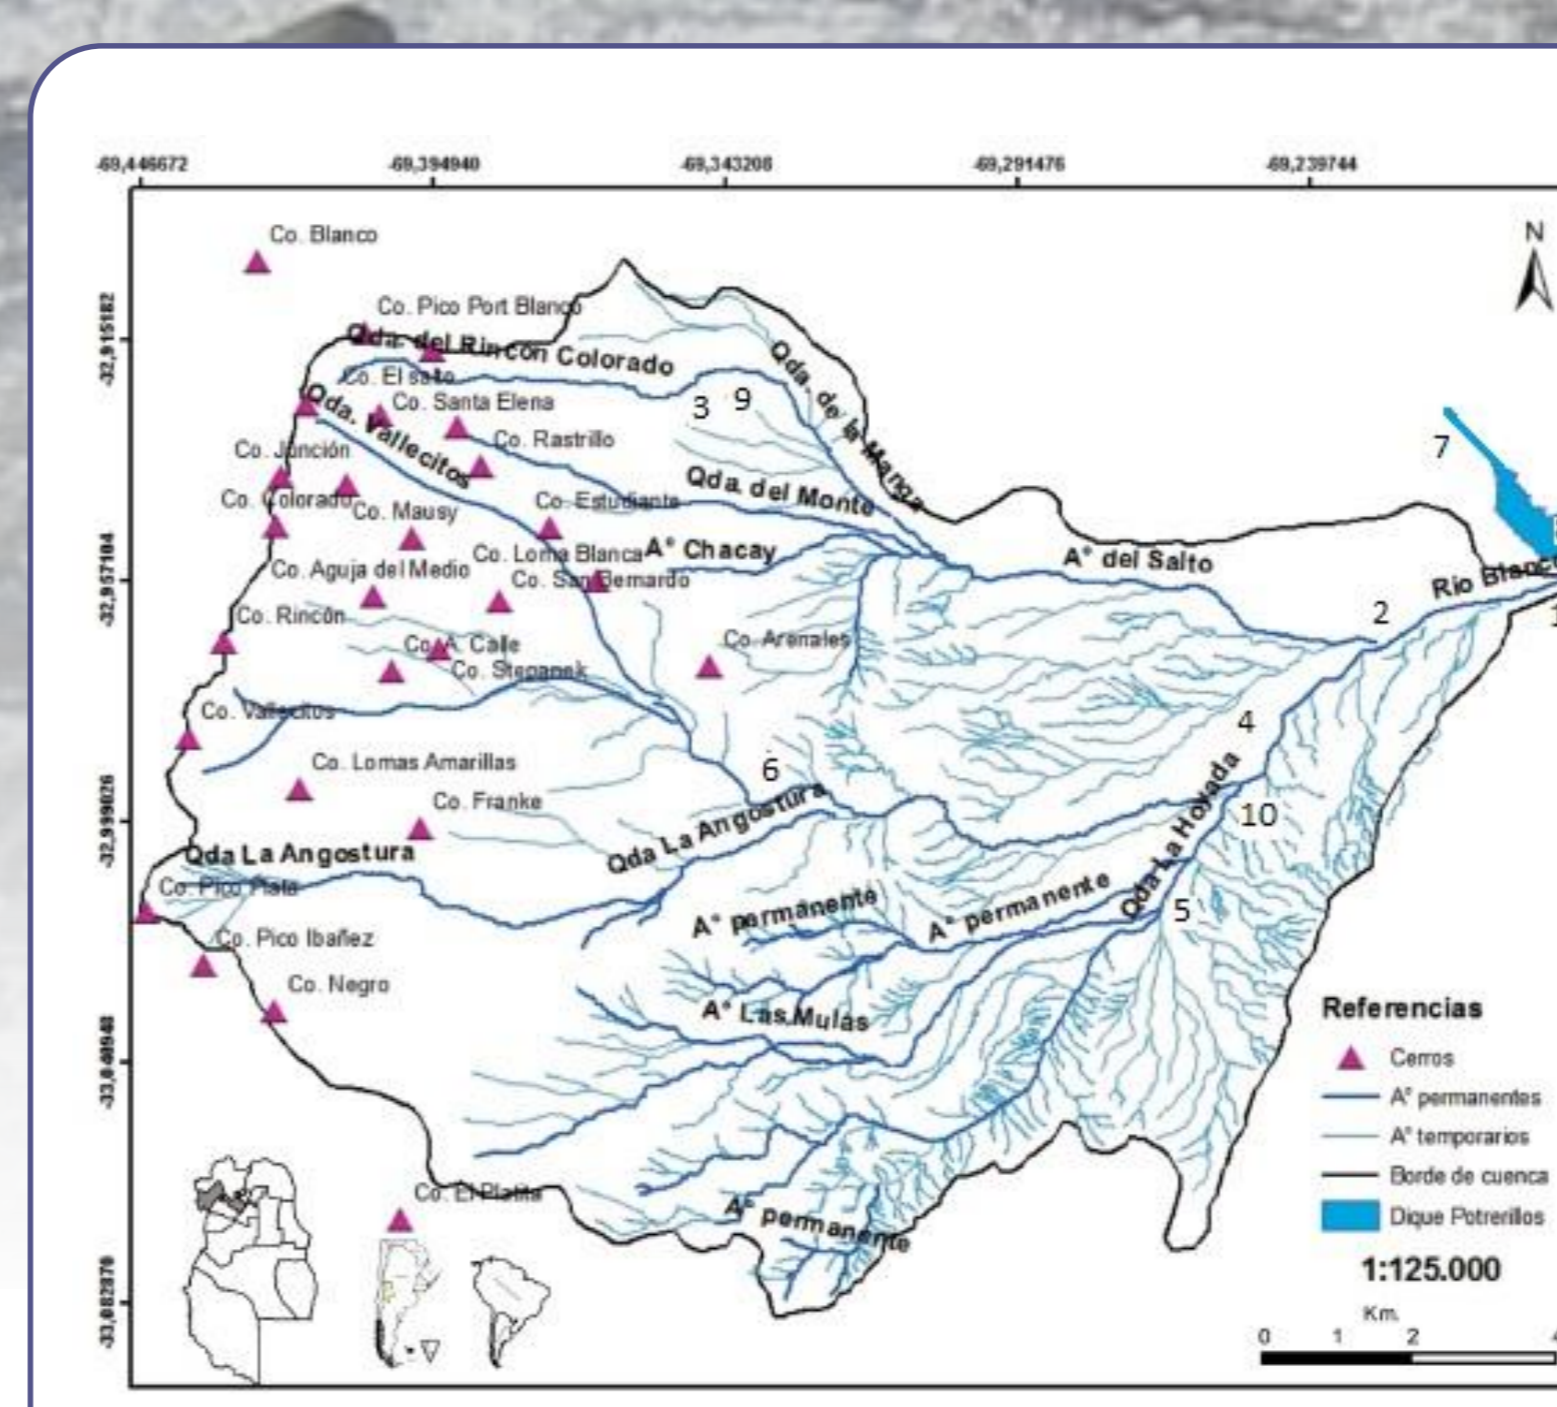 -69,446672
-69,394940
-69,343208
-69,291476
-69,239744
N
Co. Blanco
-32,915182
Co. Pico Port Blanco
Qda. del Rincón Colorado
Qda. de la Manga
Co. El salto
3
9
Co. Santa Elena
Qda. Vallecitos
Co. Rastrillo
7
Co. Junción
Qda. del Monte
Co. Colorado
Co. Mausy
Co. Estudiante
Co. Loma Blanca
A° Chacay
A° del Salto
-32,957104
Co. Aguja del Medio
Co. San Bernardo
Rio Blanco
Co. Rincón
2
1
Co. A. Calle
Co. Arenales
Co. Stepanek
Co. Vallecitos
4
Co. Lomas Amarillas
6
Co. Franke
-32,999026
Qda La Angostura
10
Qda La Hoyada
Qda La Angostura
Co. Pico Plata
A° permanente
A° permanente
5
Co. Pico Ibañez
Co. Negro
A° Las Mulas
-33,040948
Referencias
Cerros
A° permanentes
A° temporarios
Borde de cuenca
Dique Potrerillos
Co. El Platita
A° permanente
1:125.000
-33,082870
Km.
0 1 2